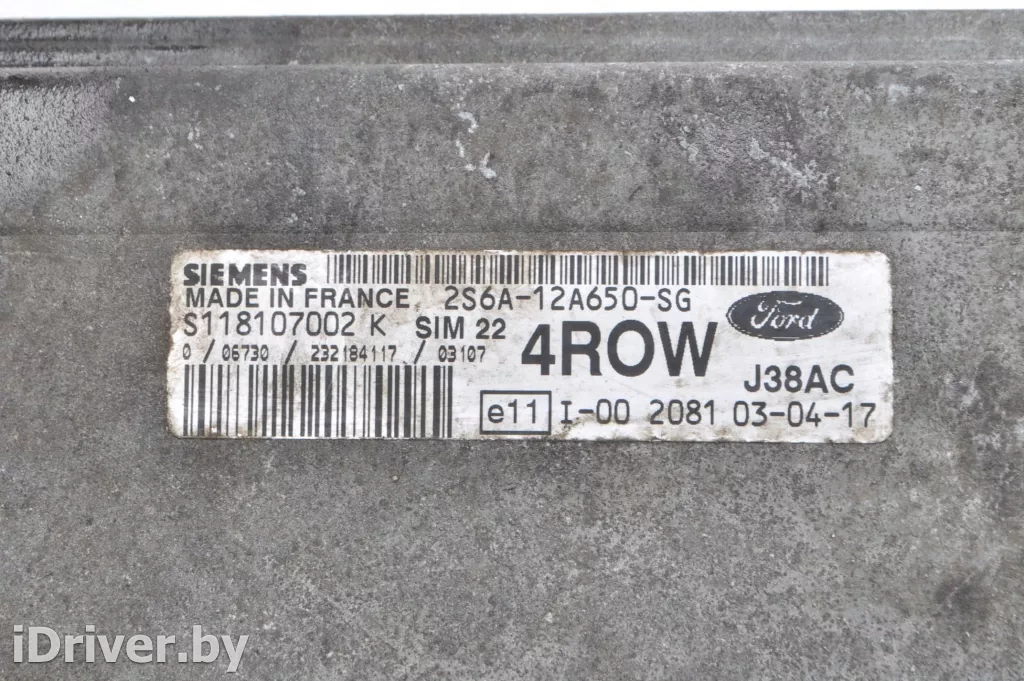 SIEMENS
MADE IN FRANCE 2S6A-12A650-SG
S118107002 K SIM 22 4ROW Ford
0 / 06730 / 232184117 / 03107
J38AC
e11 I-00 2081 03-04-17
iDriver.by